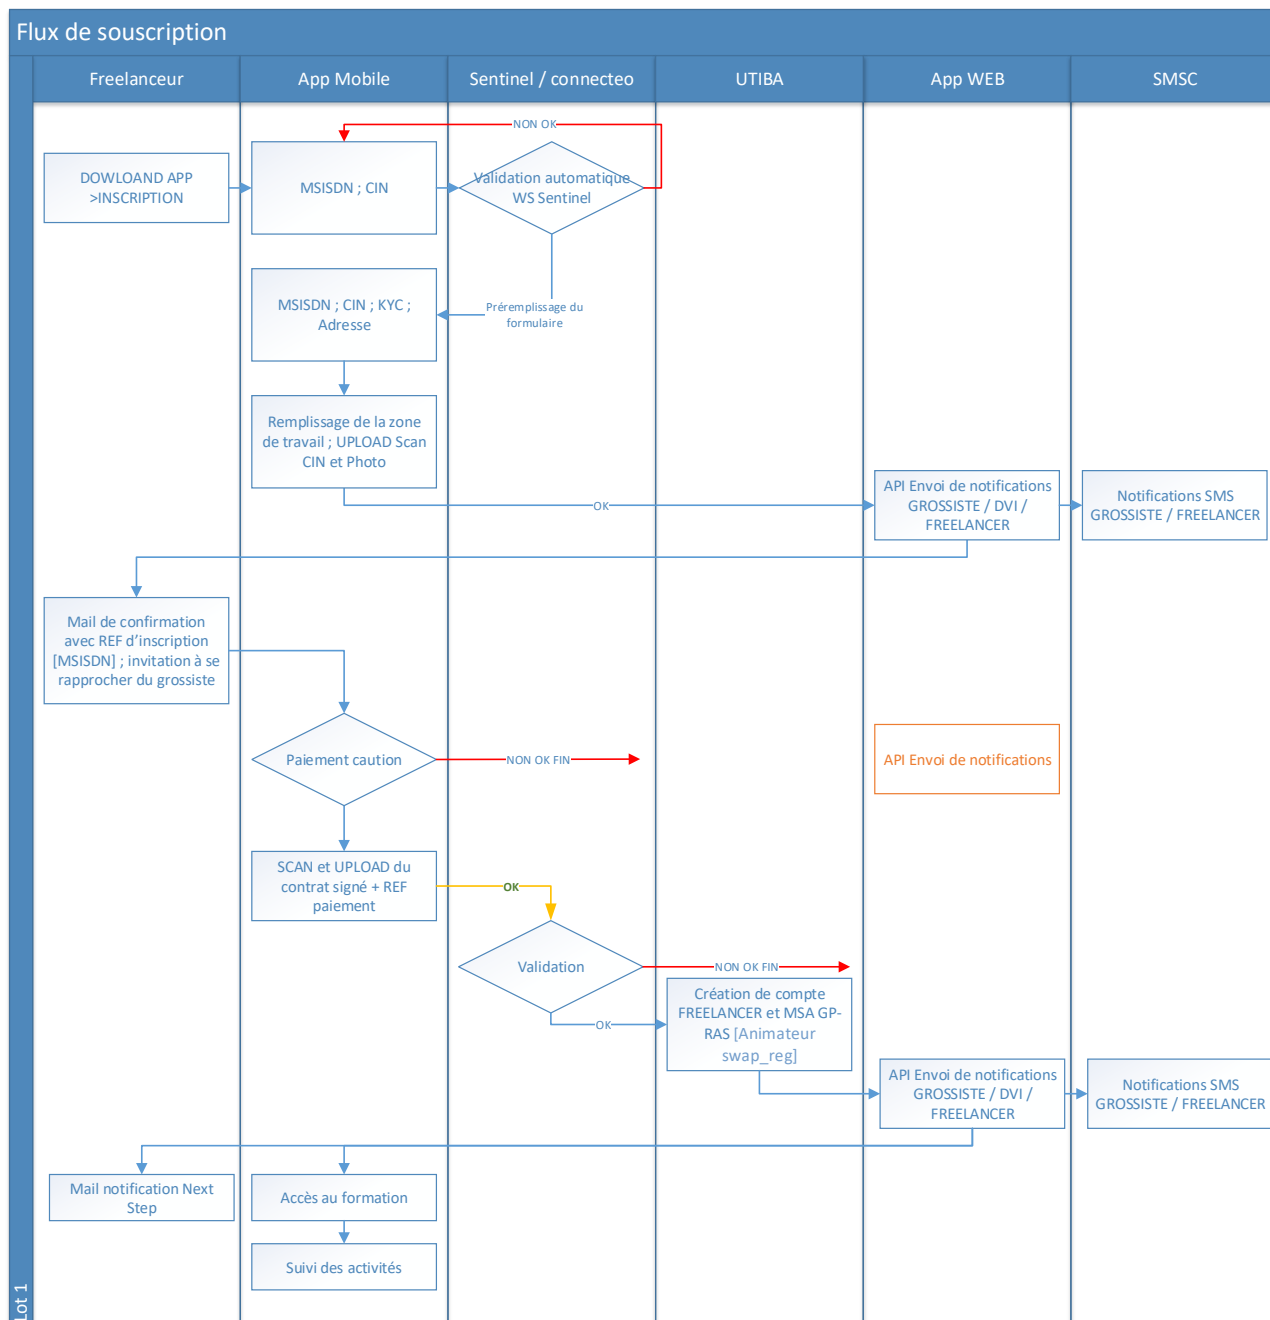 Flux de souscription
Freelanceur
App Mobile
Sentinel / connecteo
UTIBA
App WEB
SMSC
NON OK
DOWLOAND APP
>INSCRIPTION
MSISDN ; CIN
Validation automatique
WS Sentinel
MSISDN ; CIN ; KYC ;
Adresse
Préremplissage du
formulaire
Remplissage de la zone
de travail ; UPLOAD Scan
CIN et Photo
OK
API Envoi de notifications
GROSSISTE / DVI /
FREELANCER
Notifications SMS
GROSSISTE / FREELANCER
Mail de confirmation
avec REF d’inscription
[MSISDN] ; invitation à se
rapprocher du grossiste
Paiement caution
NON OK FIN
API Envoi de notifications
SCAN et UPLOAD du
contrat signé + REF
paiement
OK
Validation
NON OK FIN
OK
Création de compte
FREELANCER et MSA GP-
RAS [Animateur
swap_reg]
API Envoi de notifications
GROSSISTE / DVI /
FREELANCER
Notifications SMS
GROSSISTE / FREELANCER
Mail notification Next
Step
Accès au formation
Suivi des activités
Lot 1